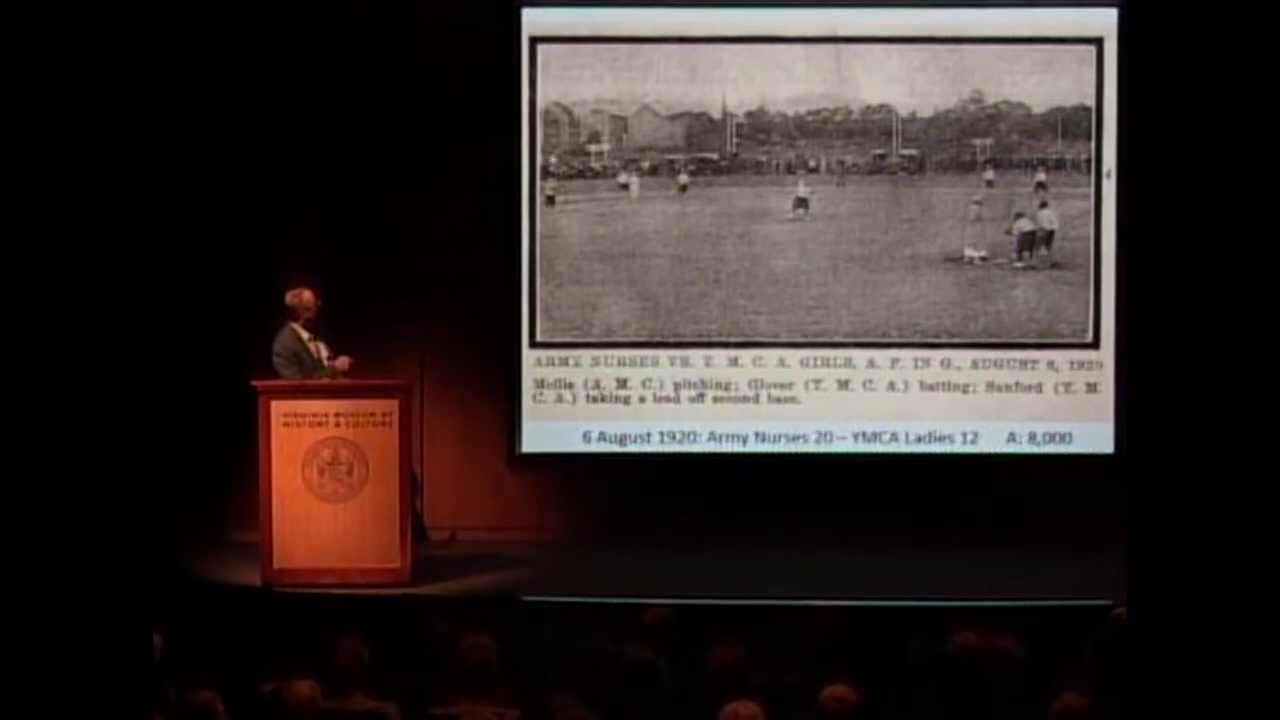 ARMY NURSES VS. Y. M. C. A. GIRLS, A. F. IN G., AUGUST 6, 1920
Mellie (A. M. C.) pitching; Glover (Y. M. C. A.) batting; Sanford (Y. M.
C. A.) taking a lead off second base.
6 August 1920: Army Nurses 20 – YMCA Ladies 12 A: 8,000
VIRGINIA MUSEUM OF
HISTORY & CULTURE